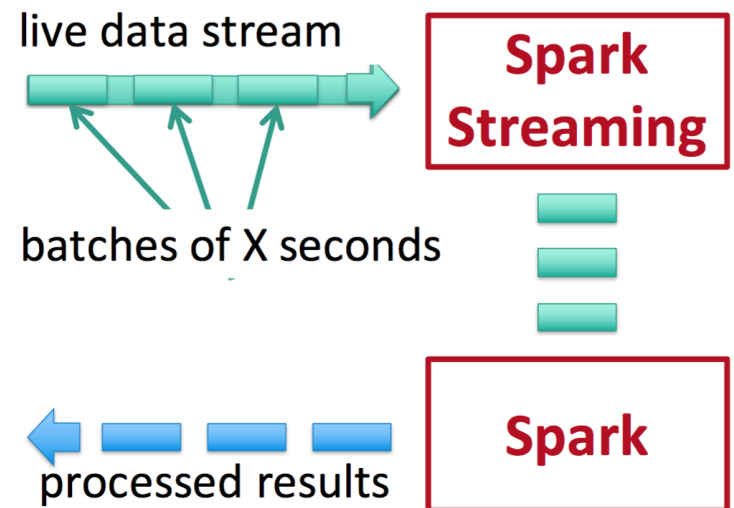 live data stream
Spark
Streaming
batches of X seconds
Spark
processed results